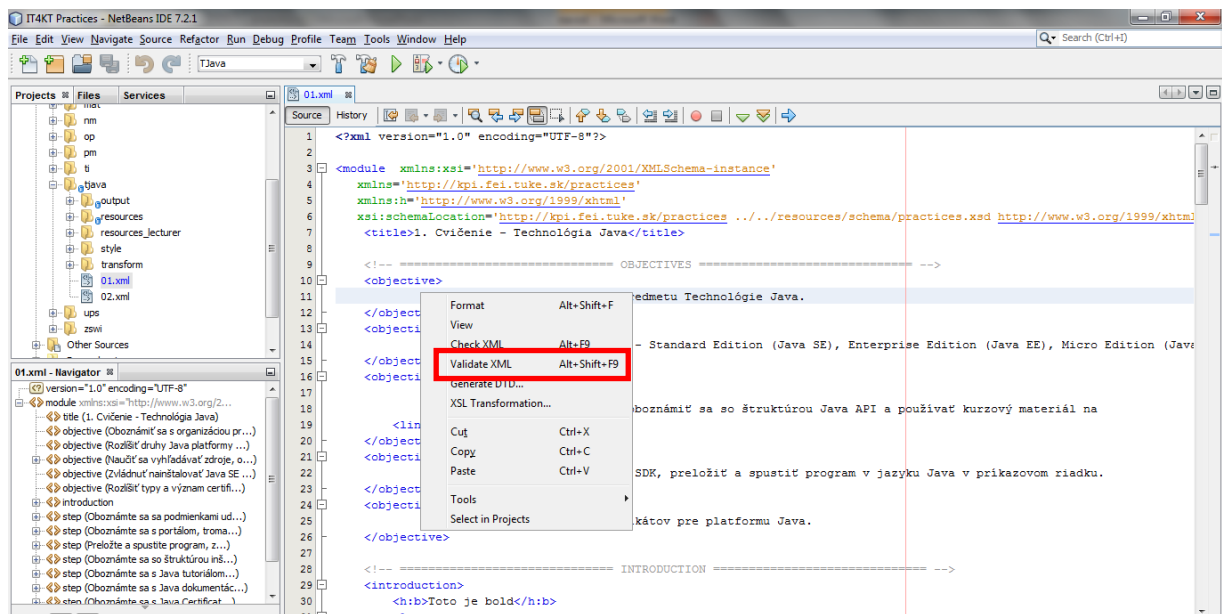 IT4KT Practices - NetBeans IDE 7.2.1
File Edit View Navigate Source Refactor Run Debug Profile Team Tools Window Help
Search (Ctrl+I)
TJava
Projects Files Services
mat
nm
op
pm
ti
tjava
output
resources
resources_lecturer
style
transform
01.xml
02.xml
ups
zswi
Other Sources
01.xml - Navigator
version="1.0" encoding="UTF-8"
module xmlns:xsi="http://www.w3.org/2...
title (1. Cvičenie - Technológia Java)
objective (Oboznámiť sa s organizáciou pr...)
objective (Rozlíšiť druhy Java platformy ...)
objective (Naučiť sa vyhľadávať zdroje, o...)
objective (Zvládnuť nainštalovať Java SE ...)
objective (Rozlíšiť typy a význam certifi...)
introduction
step (Oboznámte sa sa podmienkami ud...)
step (Oboznámte sa s portálom, troma...)
step (Preložte a spustite program, z...)
step (Oboznámte sa so štruktúrou inš...)
step (Oboznámte sa s Java tutoriálom...)
step (Oboznámte sa s Java dokumentác...)
step (Oboznámte sa s Java Certificat...)
01.xml
Source History
1 <?xml version="1.0" encoding="UTF-8"?>
2
3 <module xmlns:xsi='http://www.w3.org/2001/XMLSchema-instance'
4 xmlns='http://kpi.fei.tuke.sk/practices'
5 xmlns:h='http://www.w3.org/1999/xhtml'
6 xsi:schemaLocation='http://kpi.fei.tuke.sk/practices ../../resources/schema/practices.xsd http://www.w3.org/1999/xhtml
7 <title>1. Cvičenie - Technológia Java</title>
8
9 <!-- ============================== OBJECTIVES ============================== -->
10 <objective>
11 redmetu Technológie Java.
12 </object
13 <objecti
14 - Standard Edition (Java SE), Enterprise Edition (Java EE), Micro Edition (Java
15 </object
16 <objecti
17
18 boznámiť sa so štruktúrou Java API a používať kurzový materiál na
19 <lin
20 </object
21 <objecti
22 SDK, preložiť a spustiť program v jazyku Java v príkazovom riadku.
23 </object
24 <objecti
25 kátov pre platformu Java.
26 </objective>
27
28 <!-- ============================== INTRODUCTION ============================== -->
29 <introduction>
30 <h:b>Toto je bold</h:b>
Format Alt+Shift+F
View
Check XML Alt+F9
Validate XML Alt+Shift+F9
Generate DTD...
XSL Transformation...
Cut Ctrl+X
Copy Ctrl+C
Paste Ctrl+V
Tools
Select in Projects